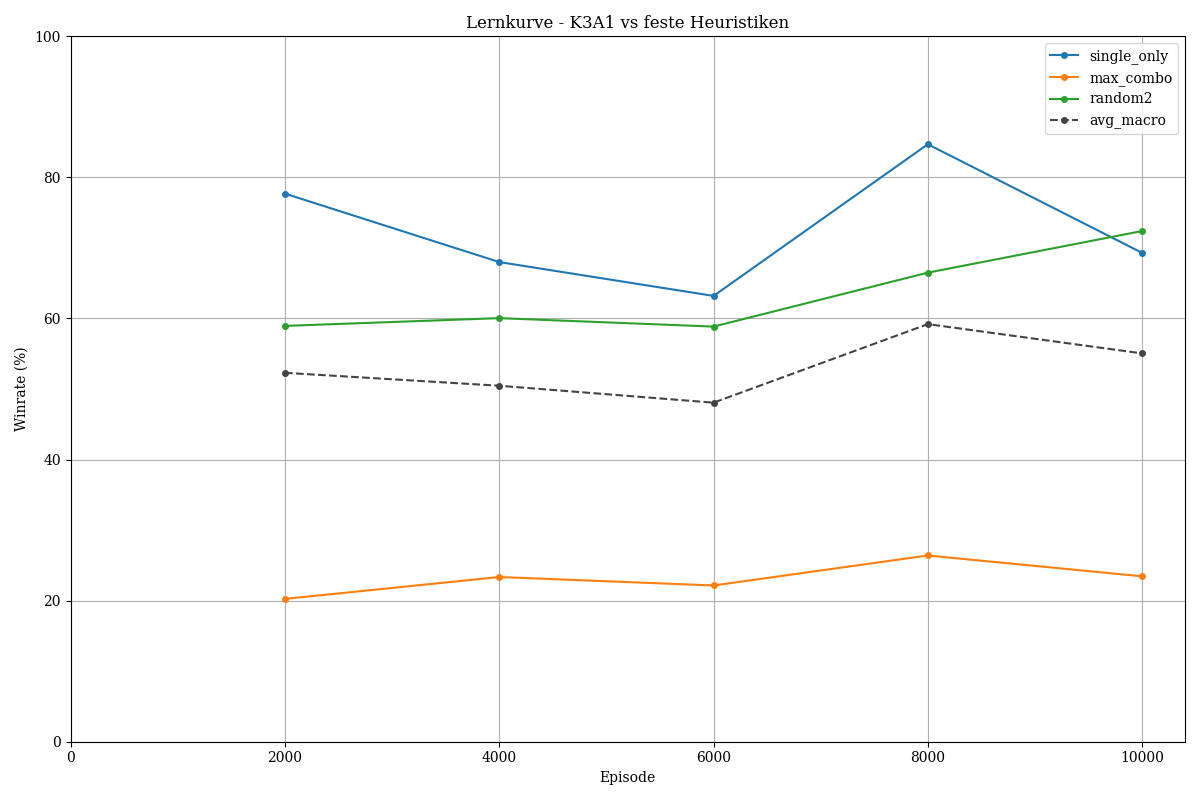 Lernkurve - K3A1 vs feste Heuristiken
100
80
60
40
20
0
Winrate (%)
single_only
max_combo
random2
avg_macro
0 2000 4000 6000 8000 10000
Episode